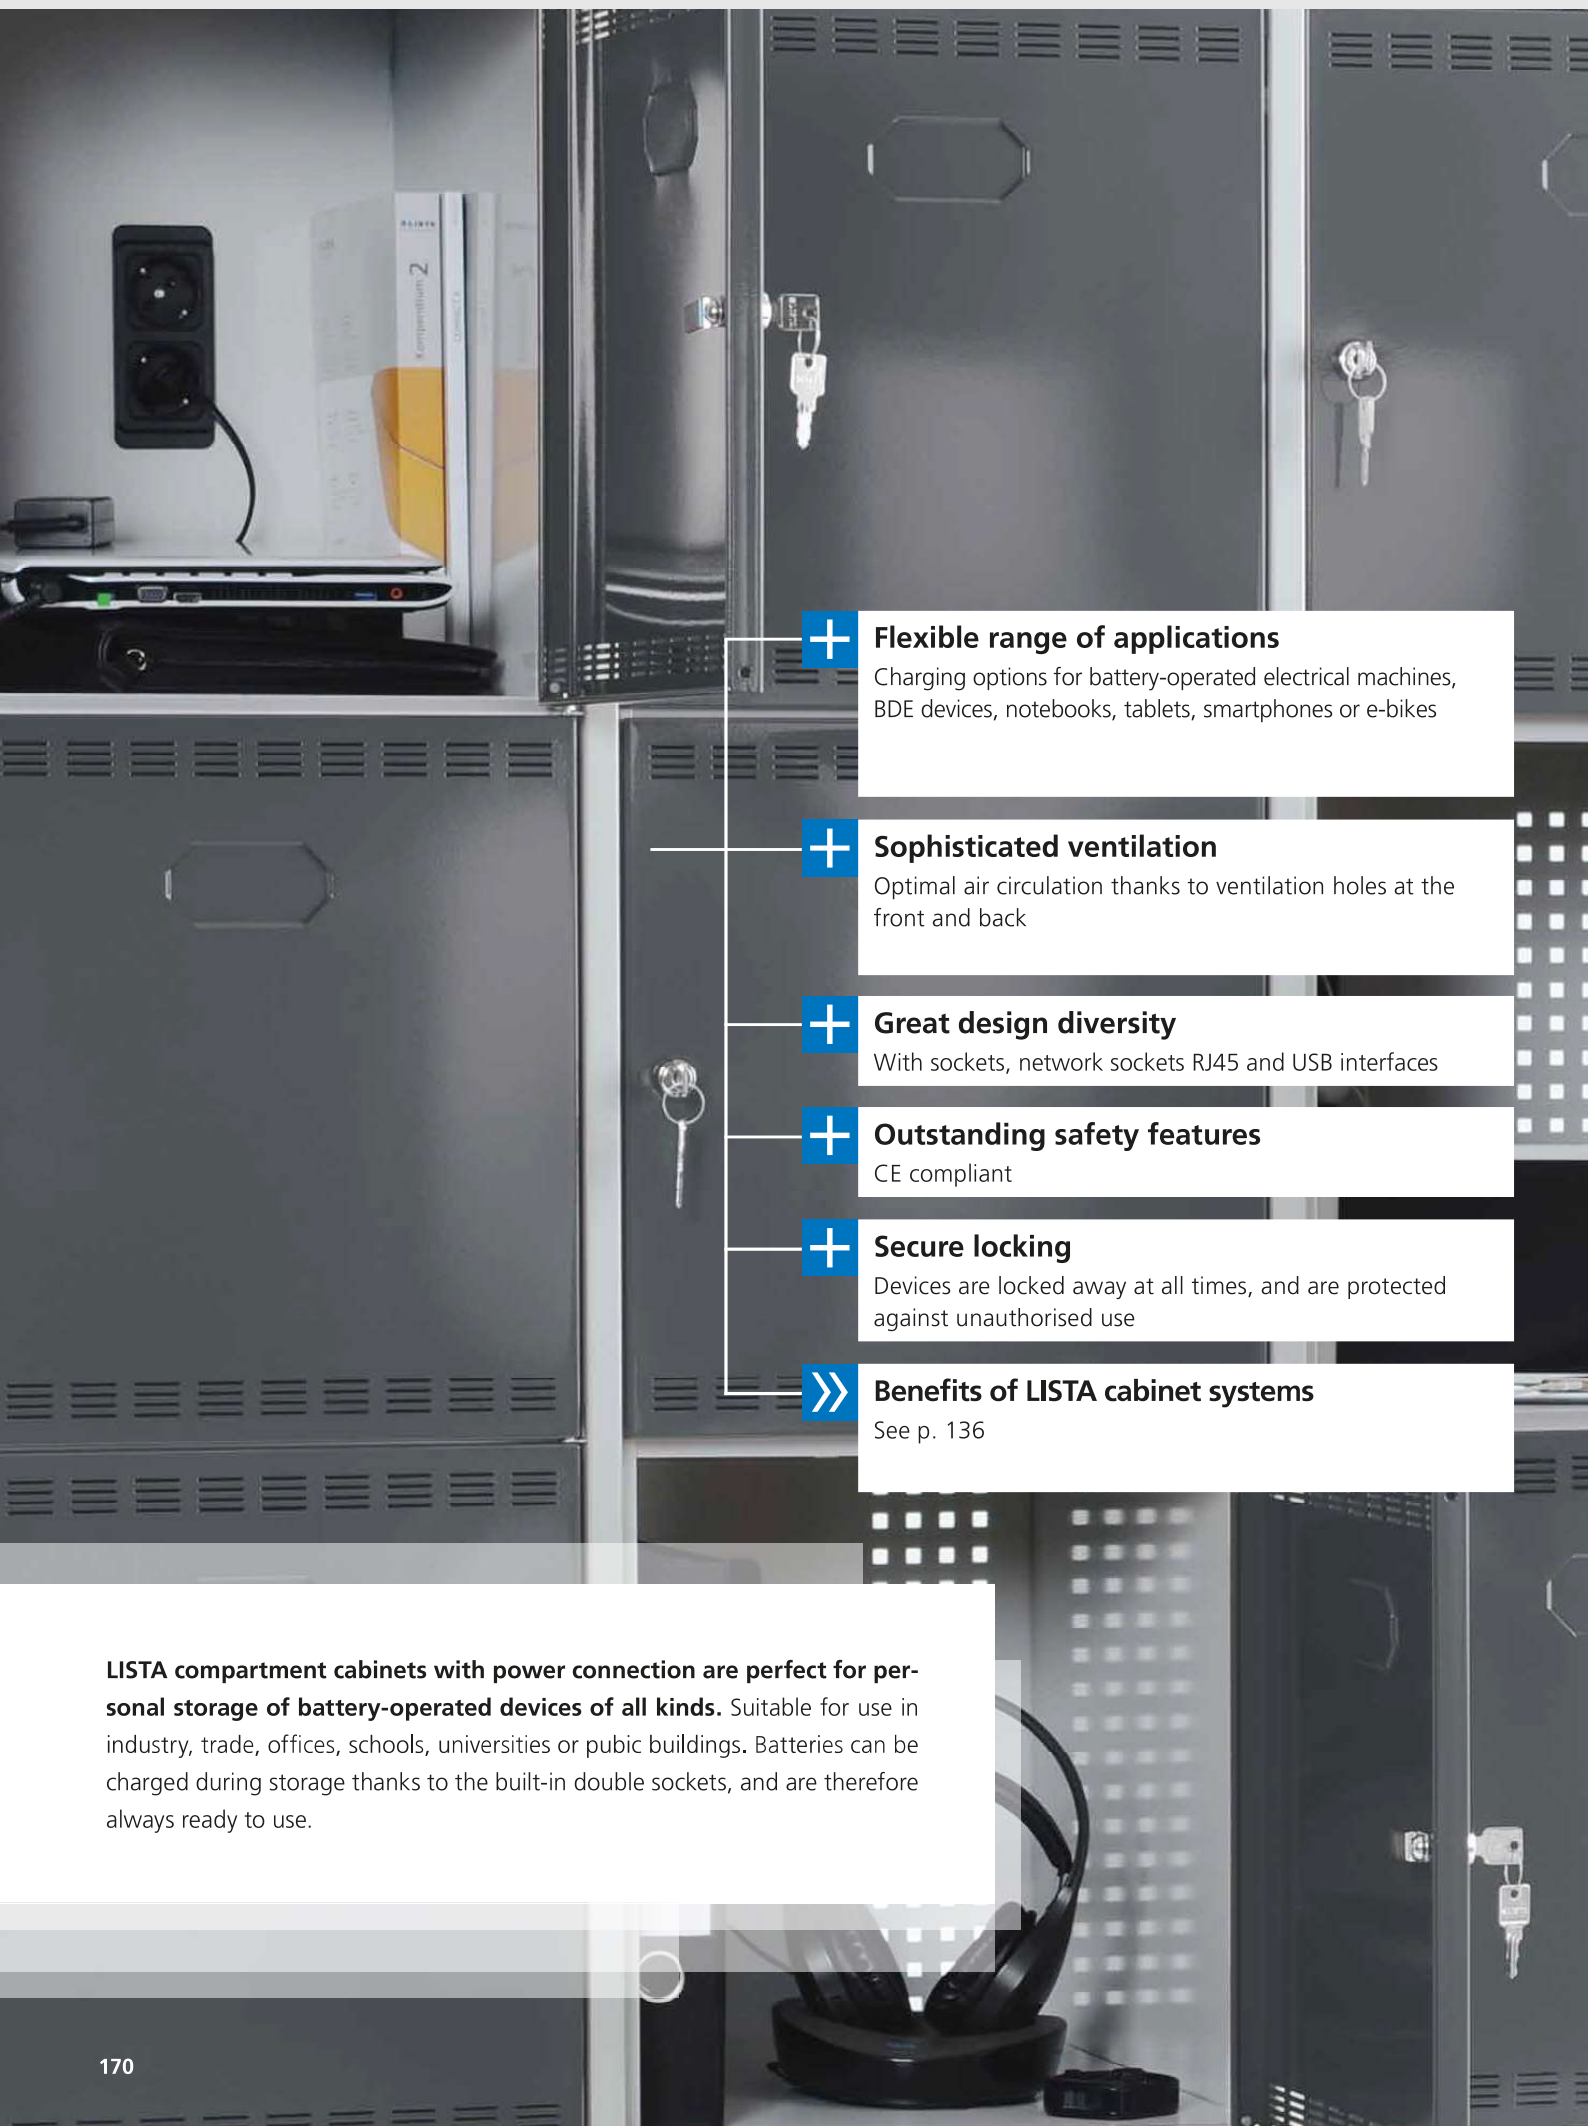 Kompendium 2
Flexible range of applications
Charging options for battery-operated electrical machines,
BDE devices, notebooks, tablets, smartphones or e-bikes
Sophisticated ventilation
Optimal air circulation thanks to ventilation holes at the
front and back
Great design diversity
With sockets, network sockets RJ45 and USB interfaces
Outstanding safety features
CE compliant
Secure locking
Devices are locked away at all times, and are protected
against unauthorised use
Benefits of LISTA cabinet systems
See p. 136
LISTA compartment cabinets with power connection are perfect for per-
sonal storage of battery-operated devices of all kinds. Suitable for use in
industry, trade, offices, schools, universities or pubic buildings. Batteries can be
charged during storage thanks to the built-in double sockets, and are therefore
always ready to use.
170